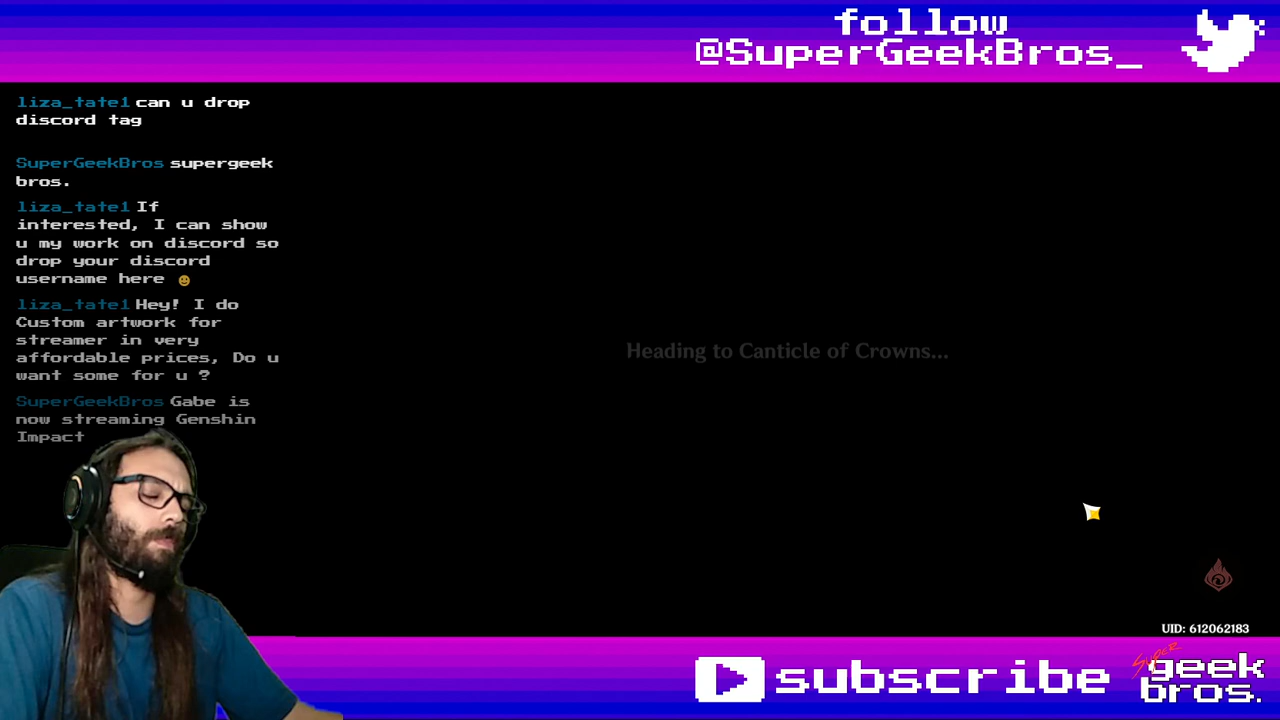 follow
@SuperGeekBros_
liza_tate1 can u drop
discord tag
SuperGeekBros supergeek
bros.
liza_tate1 If
interested, I can show
u my work on discord so
drop your discord
username here
liza_tate1 Hey! I do
Custom artwork for
streamer in very
affordable prices, Do u
want some for u ?
SuperGeekBros Gabe is
now streaming Genshin
Impact
Heading to Canticle of Crowns...
UID: 612062183
subscribe
super
geek
bros.